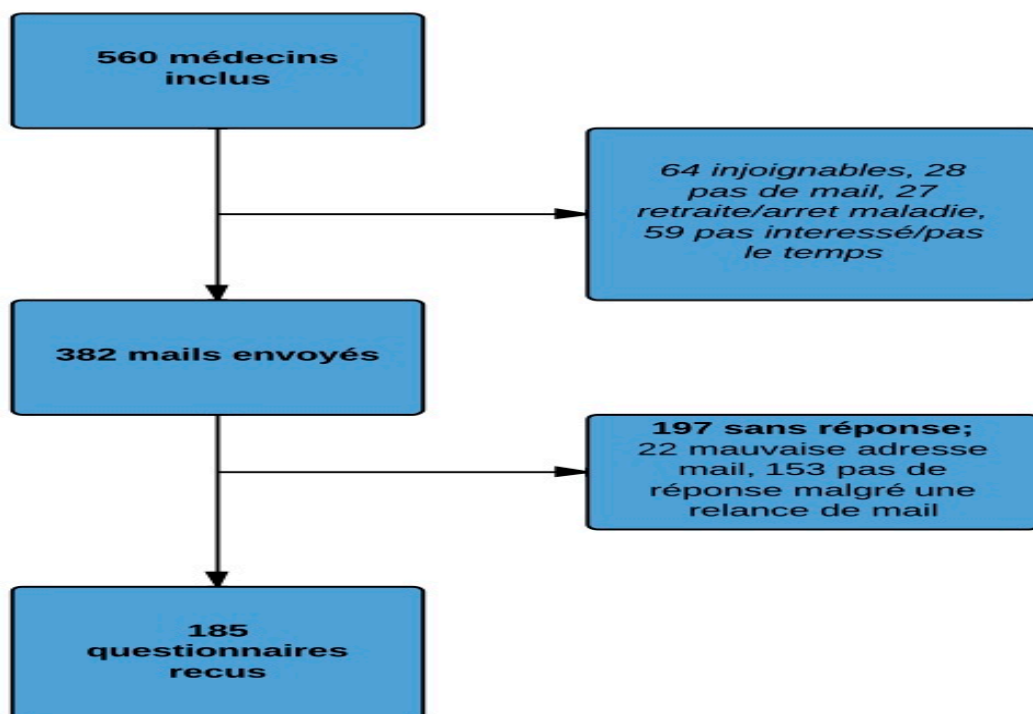 560 médecins
inclus
64 injoignables, 28
pas de mail, 27
retraite/arret maladie,
59 pas interessé/pas
le temps
382 mails envoyés
197 sans réponse;
22 mauvaise adresse
mail, 153 pas de
réponse malgré une
relance de mail
185
questionnaires
recus